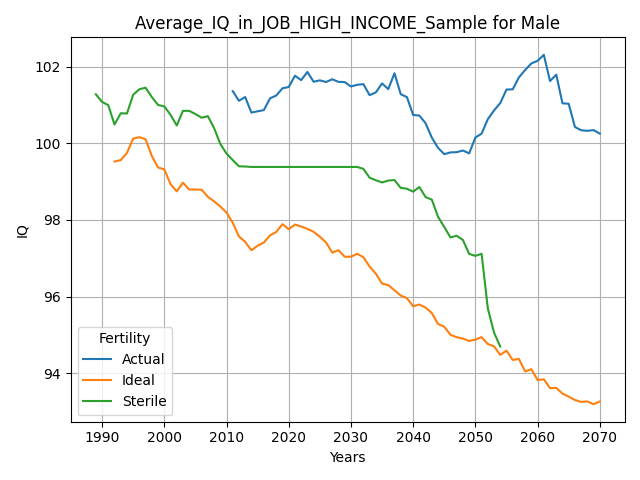 Average_IQ_in_JOB_HIGH_INCOME_Sample for Male
IQ
102
100
98
96
94
Fertility
Actual
Ideal
Sterile
1990 2000 2010 2020 2030 2040 2050 2060 2070
Years